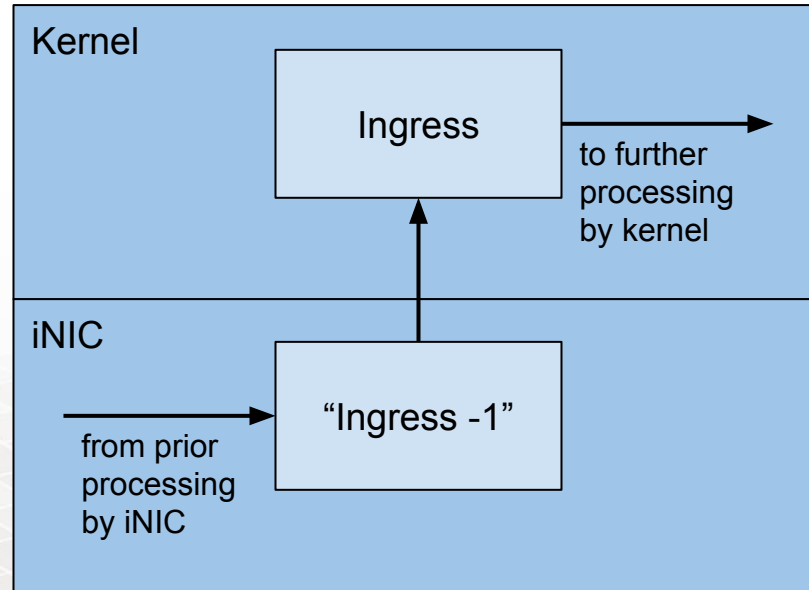 Kernel
Ingress
to further
processing
by kernel
iNIC
“Ingress -1”
from prior
processing
by iNIC